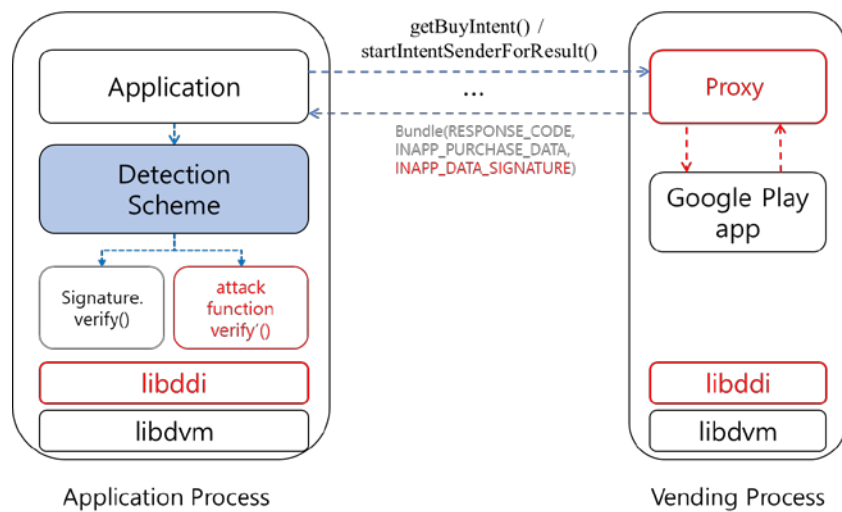 getBuyIntent() /
startIntentSenderForResult()
...
Bundle(RESPONSE_CODE,
INAPP_PURCHASE_DATA,
INAPP_DATA_SIGNATURE)
Application
Detection
Scheme
Signature.
verify()
attack
function
verify'()
libddi
libdvm
Application Process
Proxy
Google Play
app
libddi
libdvm
Vending Process